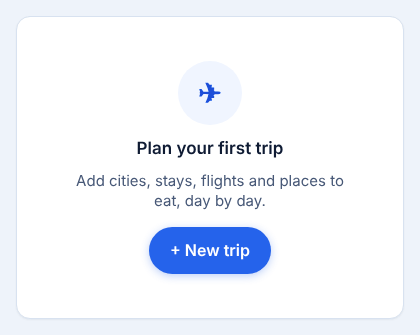 Plan your first trip
Add cities, stays, flights and places to
eat, day by day.
+ New trip